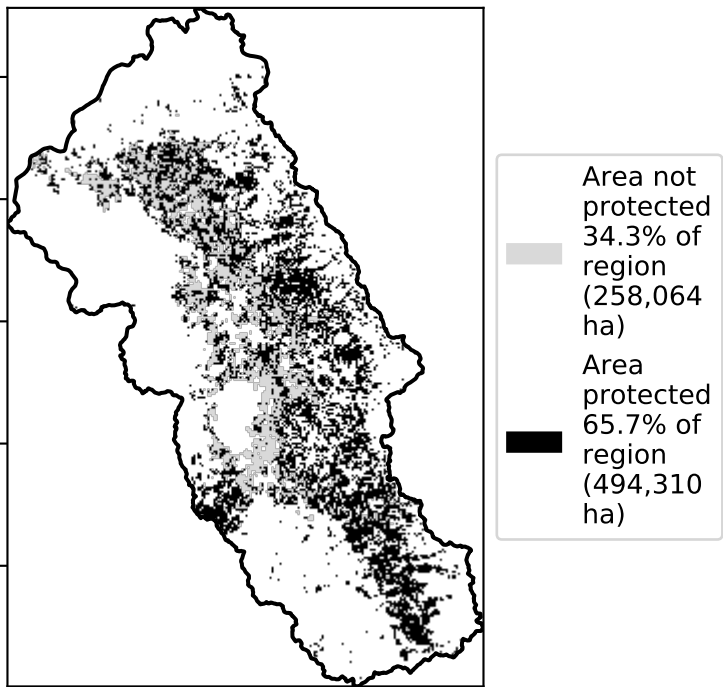 Area not
protected
34.3% of
region
(258,064
ha)
Area
protected
65.7% of
region
(494,310
ha)